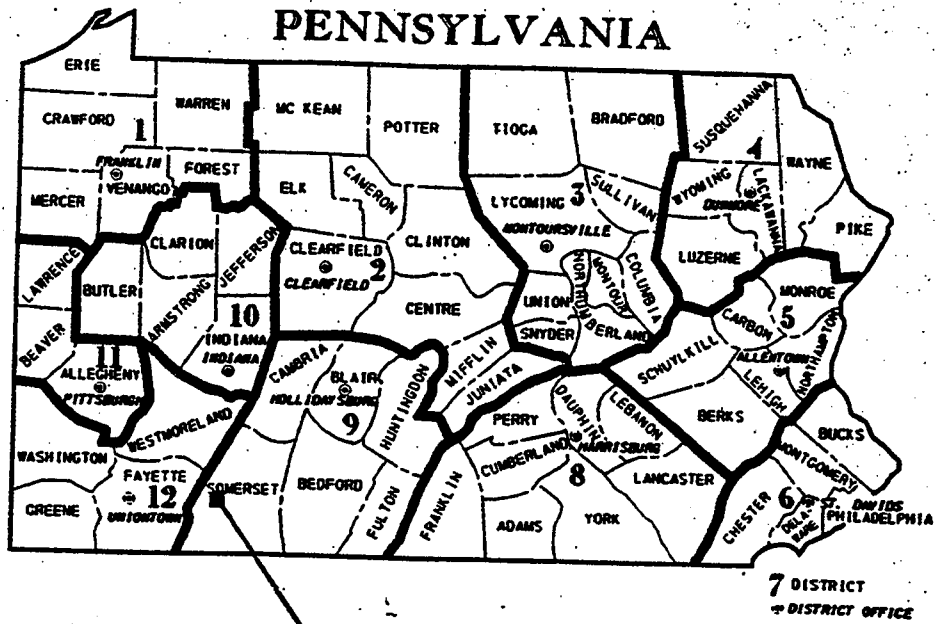 PENNSYLVANIA
ERIE
CRAWFORD
WARREN
MC KEAN
POTTER
TIOGA
BRADFORD
SUSQUEHANNA
WAYNE
1
FRANKLIN
VENANGO
FOREST
MERCER
ELK
CAMERON
LYCOMING
3
SULLIVAN
WYOMING
4
DUNMORE
LACKAWANNA
PIKE
CLARION
JEFFERSON
CLEARFIELD
2
CLEARFIELD
CLINTON
MONTOURSVILLE
LUZERNE
LAWRENCE
BUTLER
ARMSTRONG
CENTRE
UNION
NORTHUMBERLAND
MONTOUR
COLUMBIA
MONROE
CARBON
5
BEAVER
10
INDIANA
INDIANA
SNYDER
SCHUYLKILL
ALLENTOWN
NORTHAMPTON
LEHIGH
11
ALLEGHENY
PITTSBURGH
CAMBRIA
BLAIR
HOLLIDAYSBURG
9
HUNTINGDON
MIFFLIN
JUNIATA
PERRY
DAUPHIN
LEBANON
HARRISBURG
BERKS
BUCKS
MONTGOMERY
WASHINGTON
WESTMORELAND
FAYETTE
12
UNIONTOWN
GREENE
SOMERSET
BEDFORD
FULTON
FRANKLIN
CUMBERLAND
8
ADAMS
YORK
LANCASTER
CHESTER
6
DELAWARE
ST. DAVIDS
PHILADELPHIA
7 DISTRICT
DISTRICT OFFICE